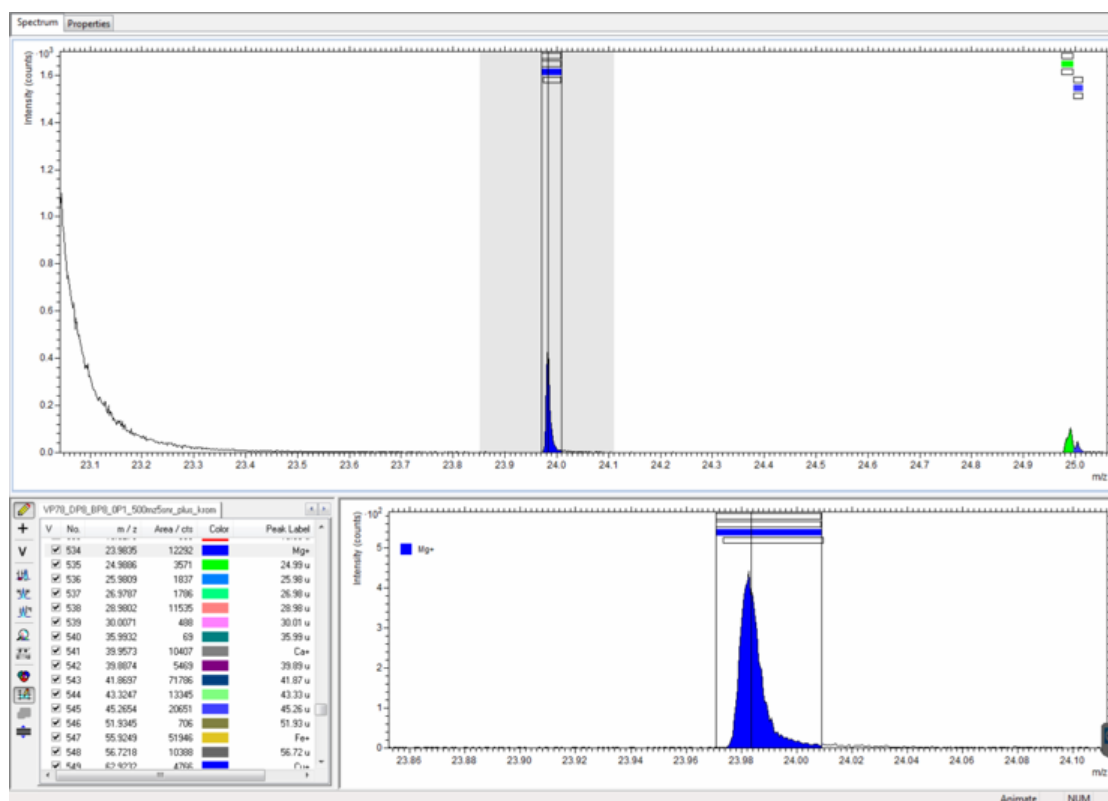 Spectrum Properties
·10³
Intensity (counts)
1.6
1.4
1.2
1.0
0.8
0.6
0.4
0.2
0.0
23.1 23.2 23.3 23.4 23.5 23.6 23.7 23.8 23.9 24.0 24.1 24.2 24.3 24.4 24.5 24.6 24.7 24.8 24.9 25.0
m/z
VP78_DP8_BP8_0P1_500mz5snr_plus_krom
V No. m / z Area / cts Color Peak Label
534 23.9835 12292 Mg+
535 24.9886 3571 24.99 u
536 25.9809 1837 25.98 u
537 26.9787 1786 26.98 u
538 28.9802 11535 28.98 u
539 30.0071 488 30.01 u
540 35.9932 69 35.99 u
541 39.9573 10407 Ca+
542 39.8874 5469 39.89 u
543 41.8697 71786 41.87 u
544 43.3247 13345 43.33 u
545 45.2654 20651 45.26 u
546 51.9345 706 51.93 u
547 55.9249 51946 Fe+
548 56.7218 10388 56.72 u
549 62.9232 4766 Cu+
·10²
Intensity (counts)
Mg+
5
4
3
2
1
0
23.86 23.88 23.90 23.92 23.94 23.96 23.98 24.00 24.02 24.04 24.06 24.08 24.10
m/z
Animate NUM